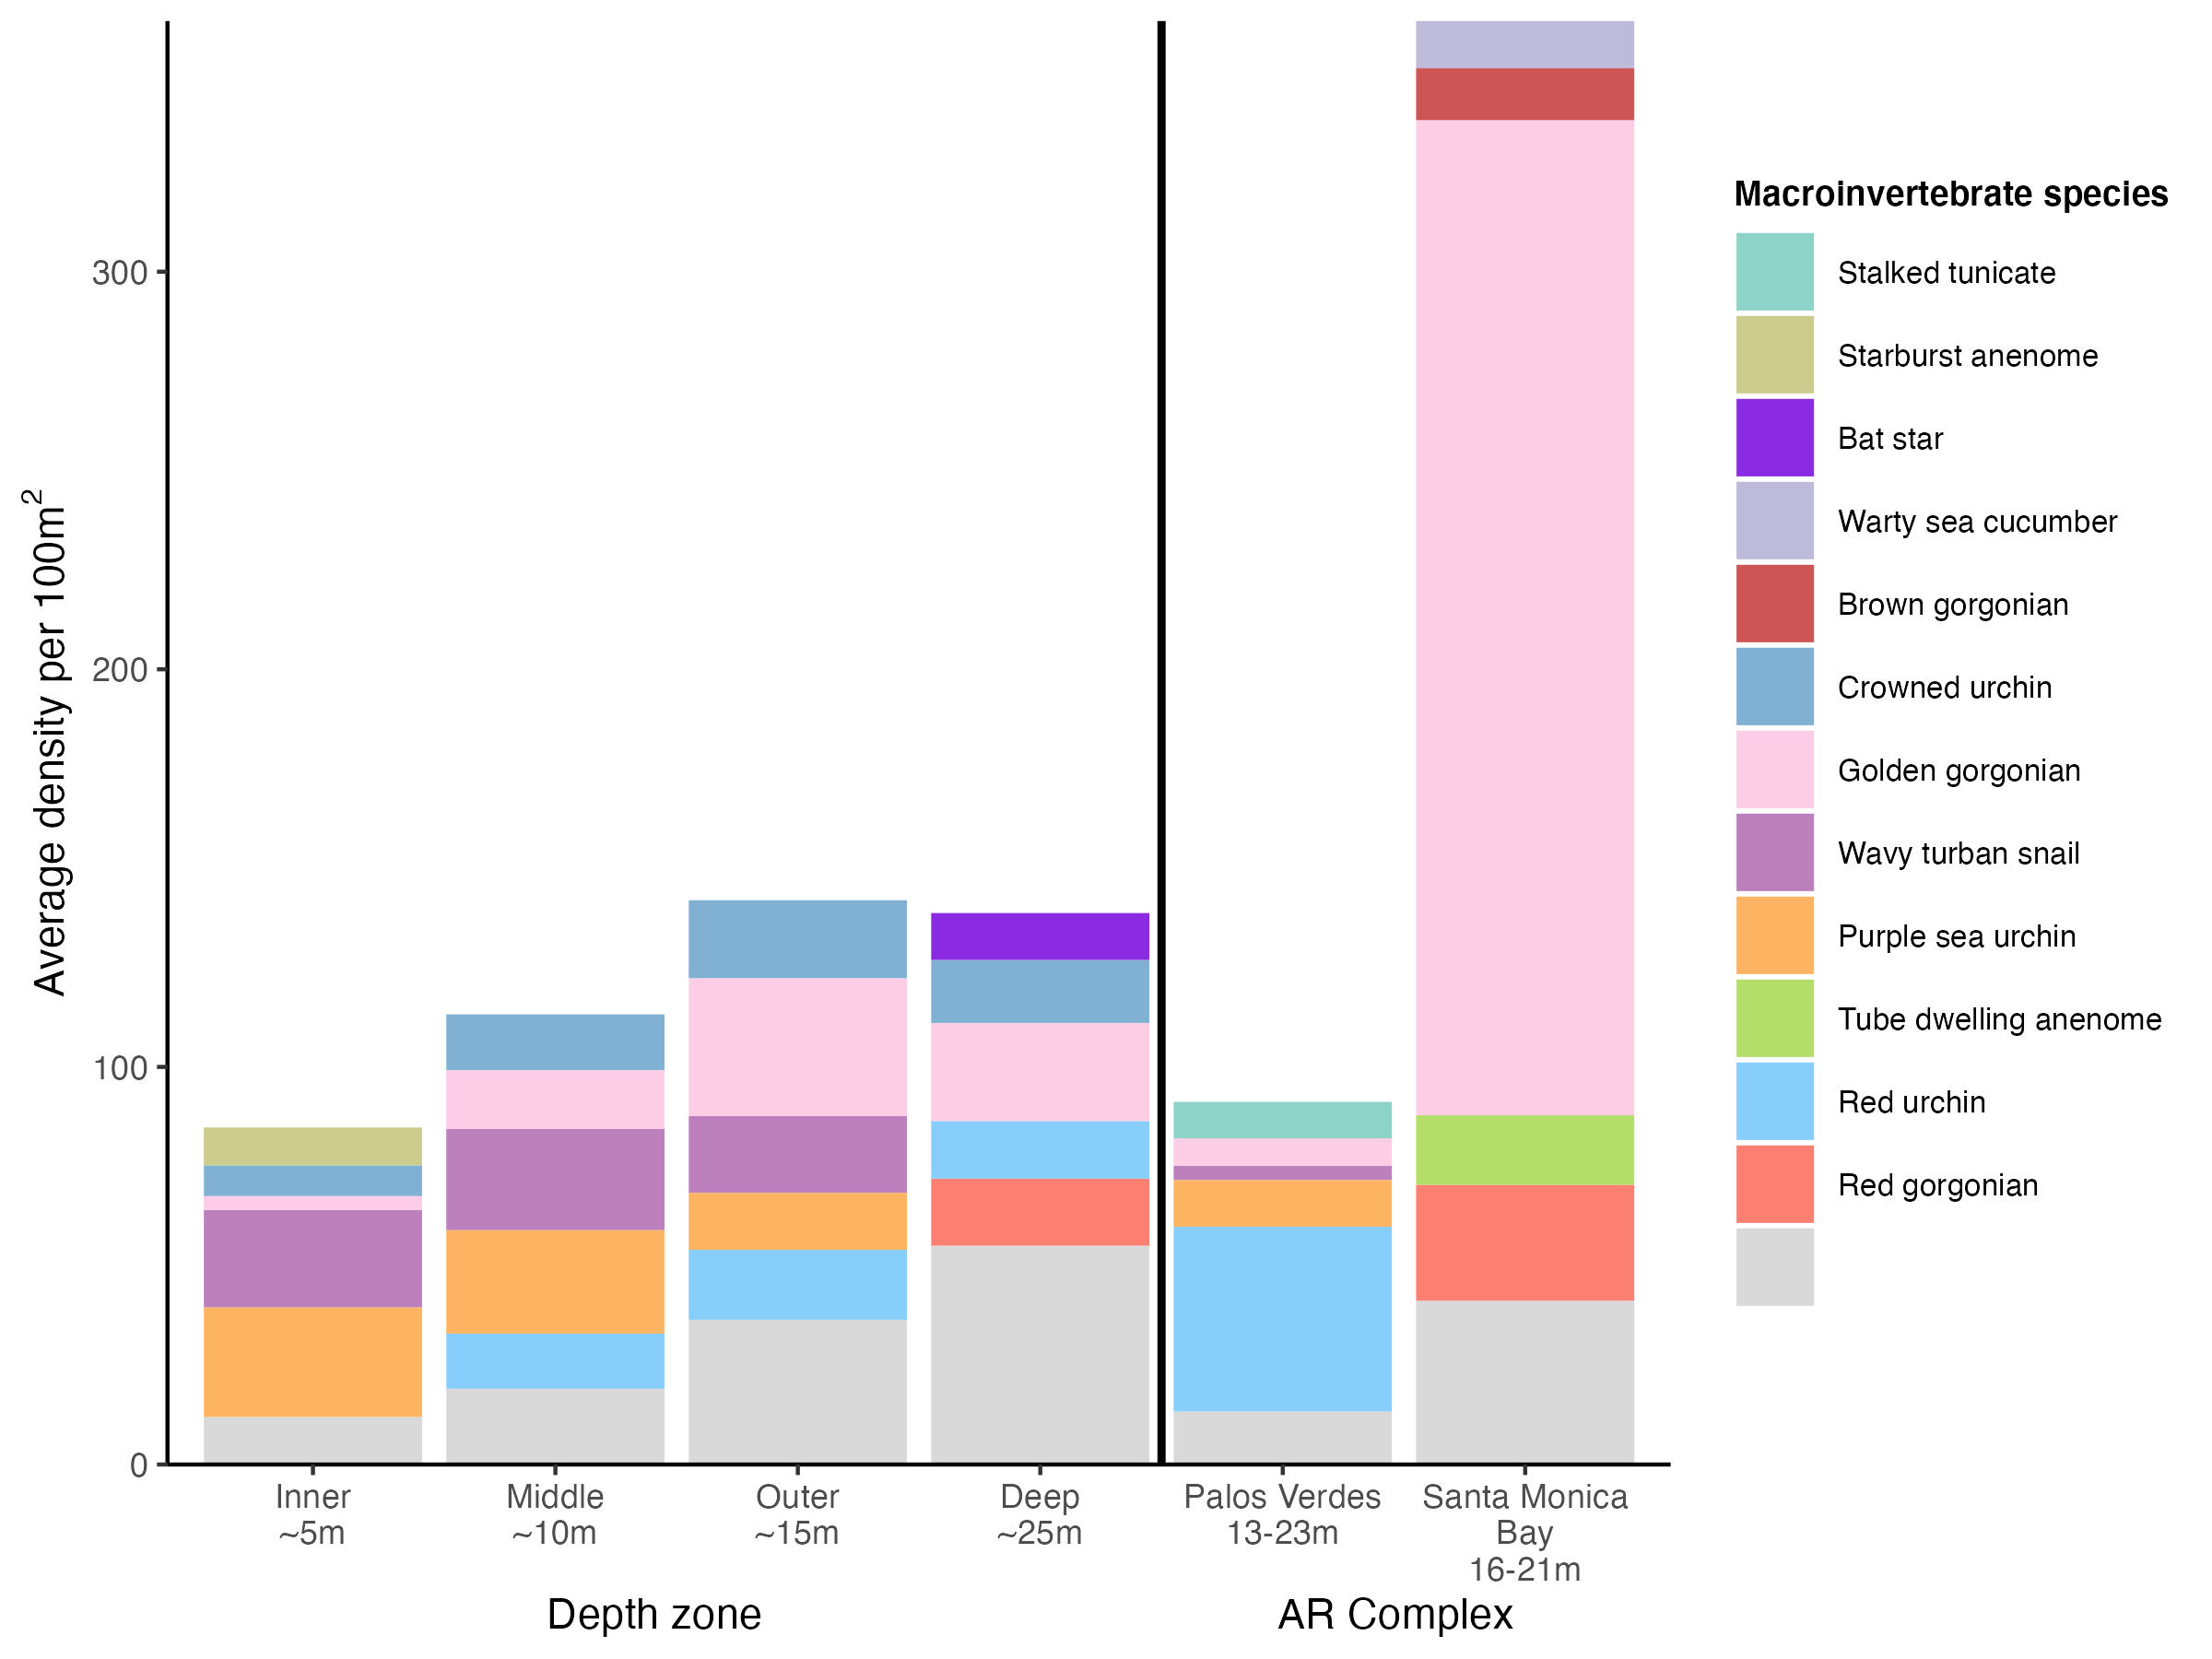 Average density per 100m²
300
200
100
0
Inner
~5m
Middle
~10m
Outer
~15m
Deep
~25m
Palos Verdes
13-23m
Santa Monica
Bay
16-21m
Depth zone
AR Complex
Macroinvertebrate species
Stalked tunicate
Starburst anenome
Bat star
Warty sea cucumber
Brown gorgonian
Crowned urchin
Golden gorgonian
Wavy turban snail
Purple sea urchin
Tube dwelling anenome
Red urchin
Red gorgonian